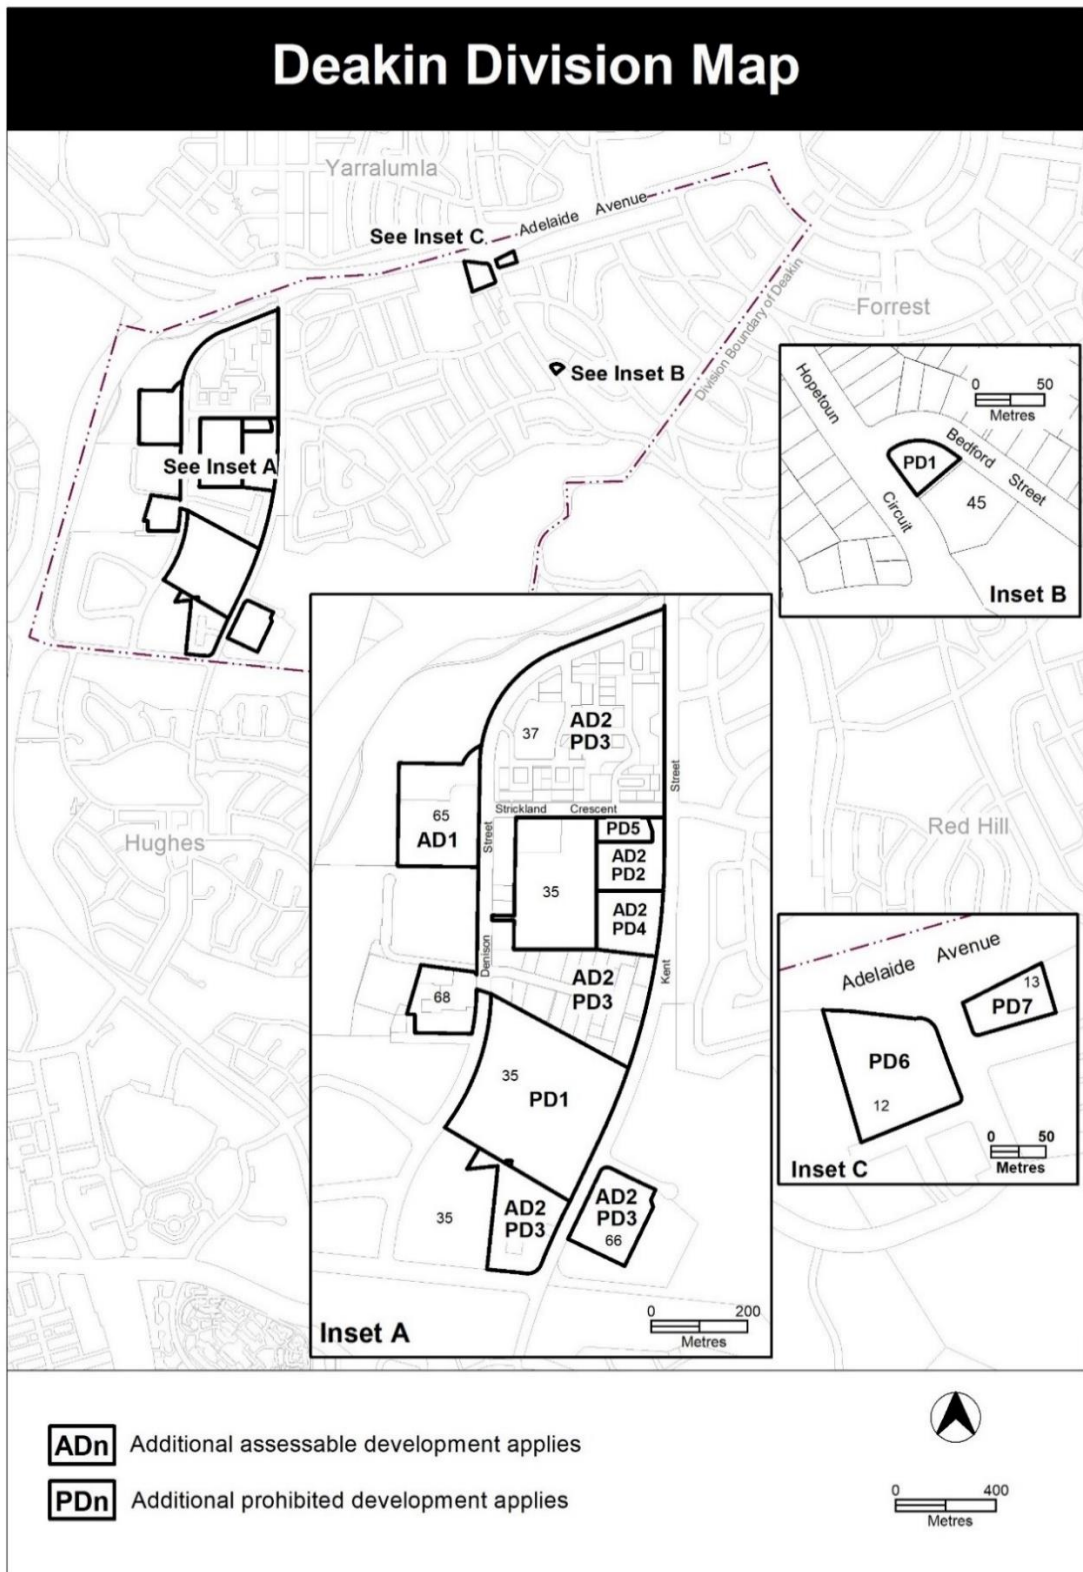 Deakin Division Map
Yarralumla
Adelaide Avenue
See Inset C
Division Boundary of Deakin
Forrest
See Inset B
See Inset A
Hughes
Red Hill
0 50
Metres
Hopetoun
Circuit
Bedford
Street
PD1
45
Inset B
AD2
PD3
37
Street
Strickland Crescent
65
AD1
Street
PD5
AD2
PD2
35
AD2
PD4
Denison
Kent
AD2
PD3
68
35
PD1
AD2
PD3
35
AD2
PD3
66
0 200
Metres
Inset A
Adelaide Avenue
13
PD7
PD6
12
0 50
Metres
Inset C
ADn Additional assessable development applies
PDn Additional prohibited development applies
0 400
Metres